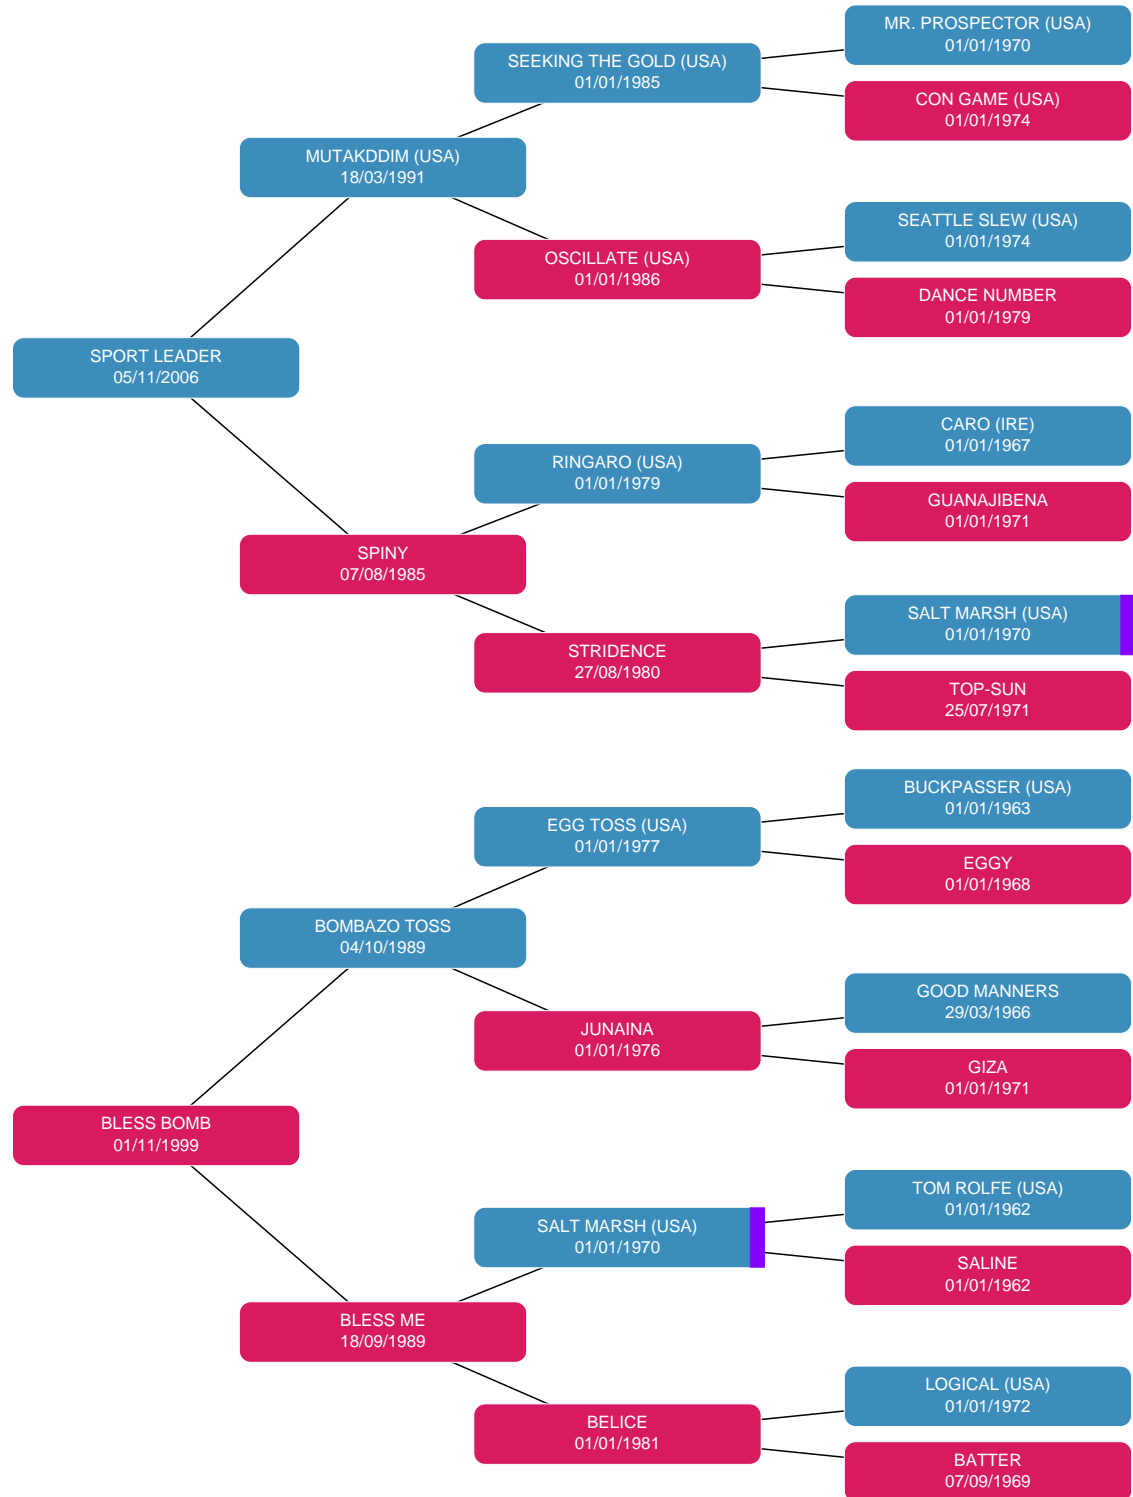 MR. PROSPECTOR (USA)
01/01/1970
SEEKING THE GOLD (USA)
01/01/1985
CON GAME (USA)
01/01/1974
MUTAKDDIM (USA)
18/03/1991
SEATTLE SLEW (USA)
01/01/1974
OSCILLATE (USA)
01/01/1986
DANCE NUMBER
01/01/1979
SPORT LEADER
05/11/2006
CARO (IRE)
01/01/1967
RINGARO (USA)
01/01/1979
GUANAJIBENA
01/01/1971
SPINY
07/08/1985
SALT MARSH (USA)
01/01/1970
STRIDENCE
27/08/1980
TOP-SUN
25/07/1971
BUCKPASSER (USA)
01/01/1963
EGG TOSS (USA)
01/01/1977
EGGY
01/01/1968
BOMBAZO TOSS
04/10/1989
GOOD MANNERS
29/03/1966
JUNAINA
01/01/1976
GIZA
01/01/1971
BLESS BOMB
01/11/1999
TOM ROLFE (USA)
01/01/1962
SALT MARSH (USA)
01/01/1970
SALINE
01/01/1962
BLESS ME
18/09/1989
LOGICAL (USA)
01/01/1972
BELICE
01/01/1981
BATTER
07/09/1969